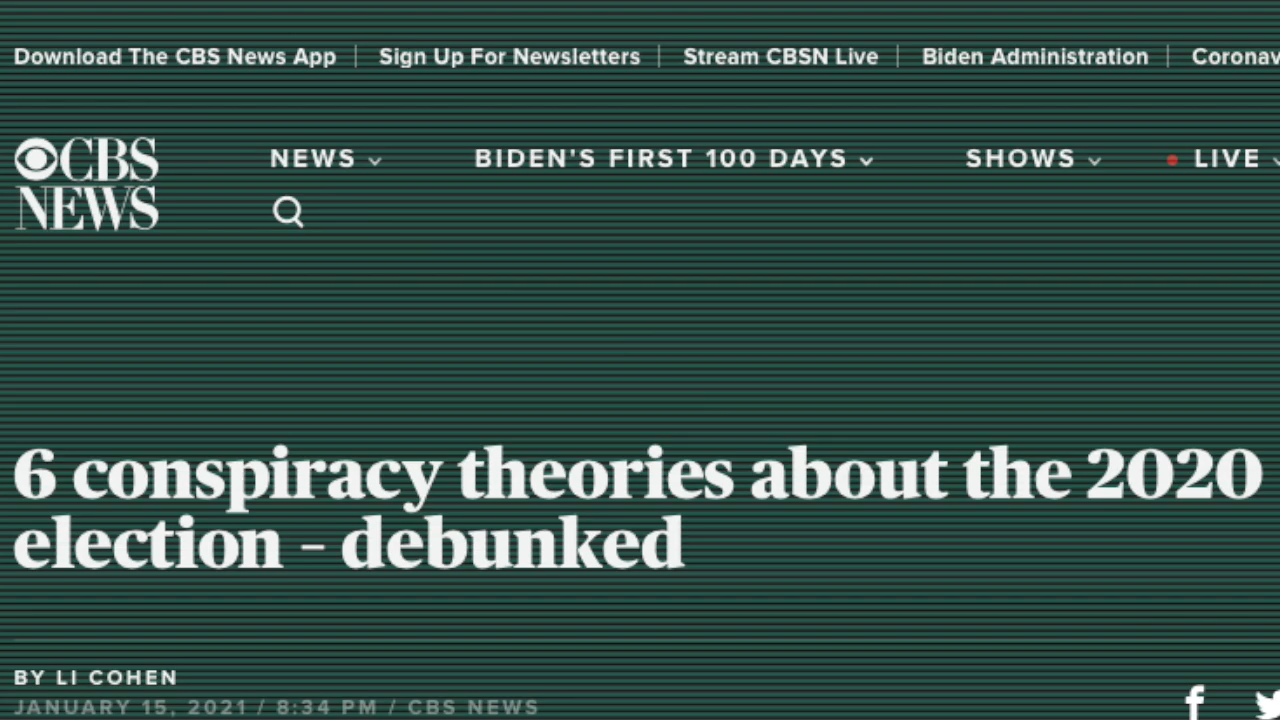 Download The CBS News App
Sign Up For Newsletters
Stream CBSN Live
Biden Administration
CBS NEWS
NEWS
BIDEN'S FIRST 100 DAYS
SHOWS
LIVE
6 conspiracy theories about the 2020
election - debunked
BY LI COHEN
JANUARY 15, 2021 / 8:34 PM / CBS NEWS